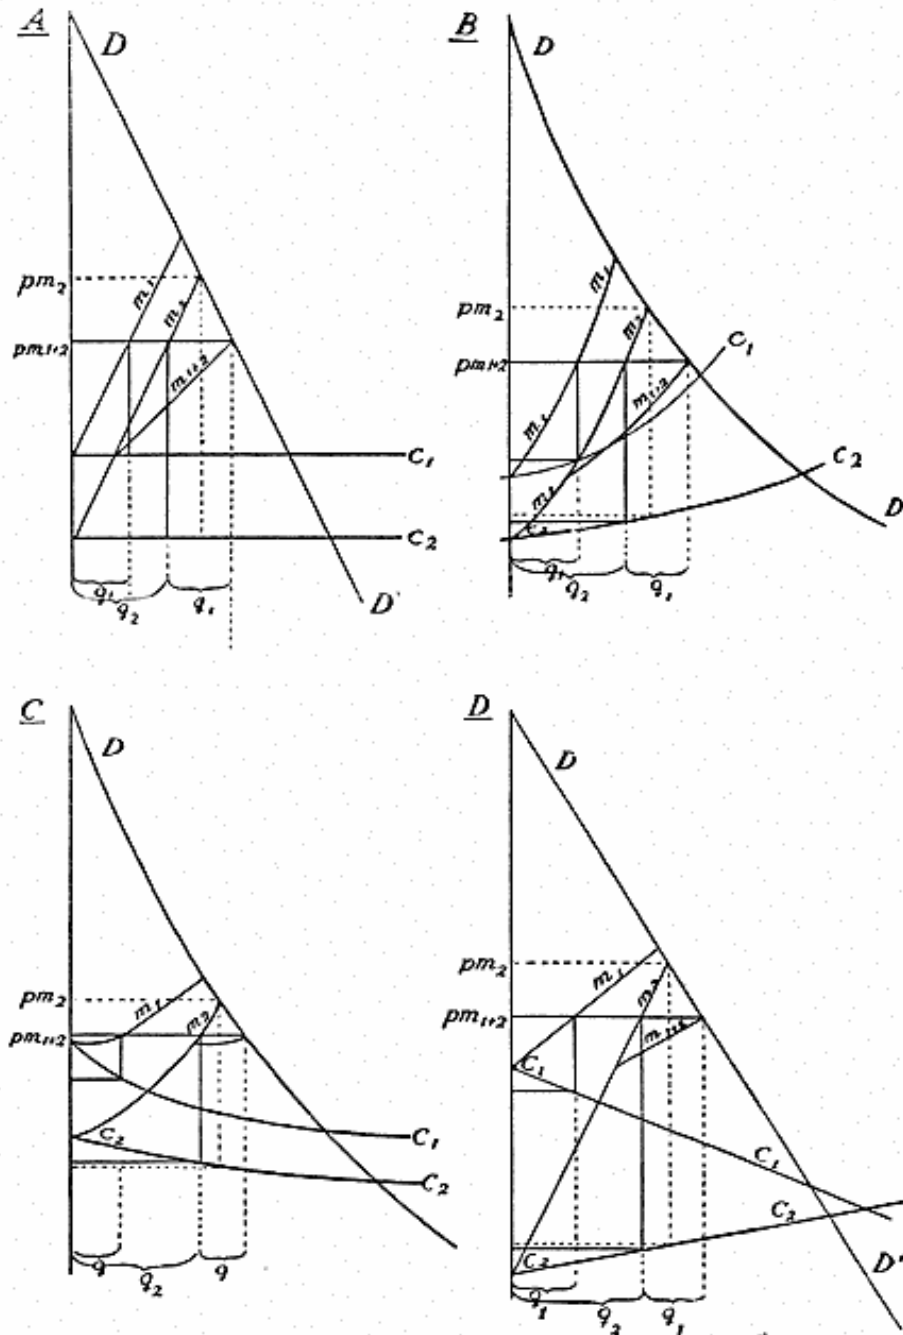 A
D
pm₂
pm₁₊₂
m₁
m₂
m₁₊₂
C₁
C₂
q₁
q₂
q₁
D'
B
D
pm₂
pm₁₊₂
m₁
m₂
m₁
m₁₊₂
m₂
C₁
C₂
C₂
D
q₁
q₂
q₁
C
D
pm₂
pm₁₊₂
m₁
m₂
C₂
C₁
C₂
q
q₂
q
D
D
pm₂
pm₁₊₂
m₁
m₂
m₁₊₂
C₁
C₁
C₂
C₂
D'
q₁
q₂
q₁